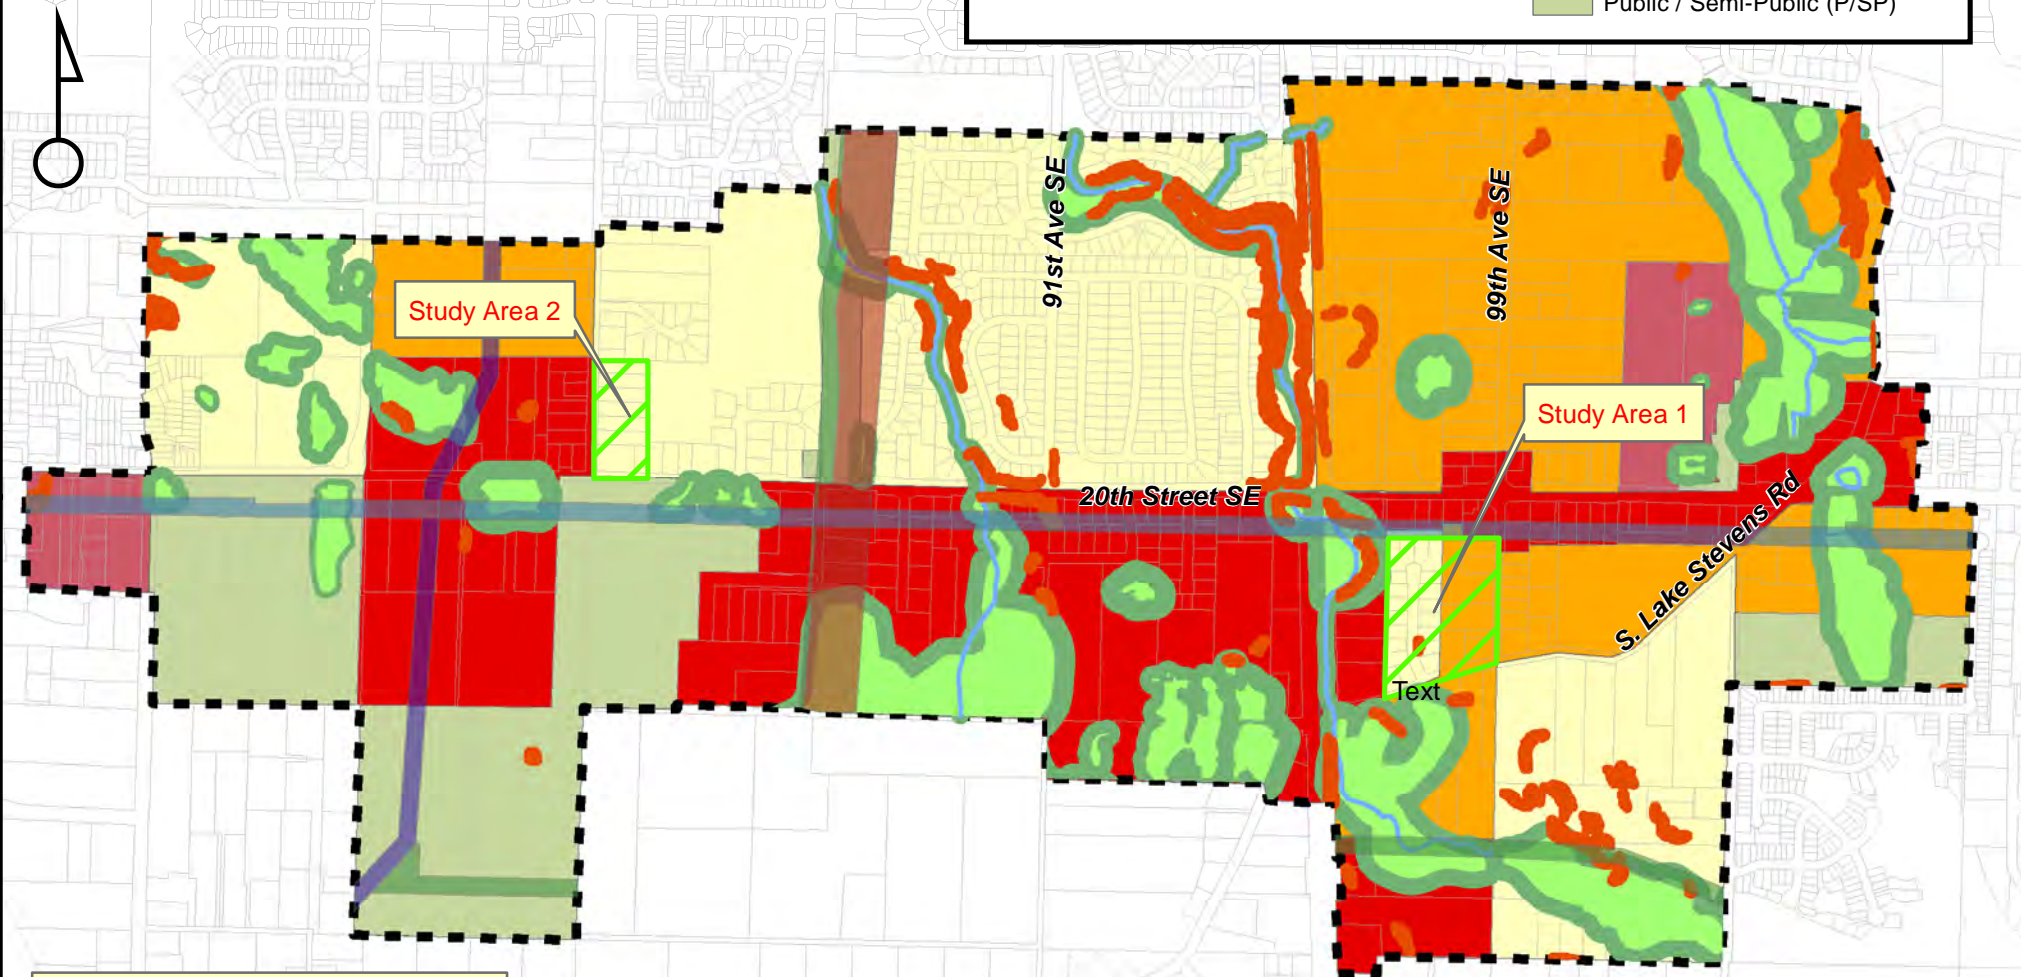 Public / Semi-Public (P/SP)
91st Ave SE
99th Ave SE
Study Area 2
Study Area 1
20th Street SE
S. Lake Stevens Rd
Text